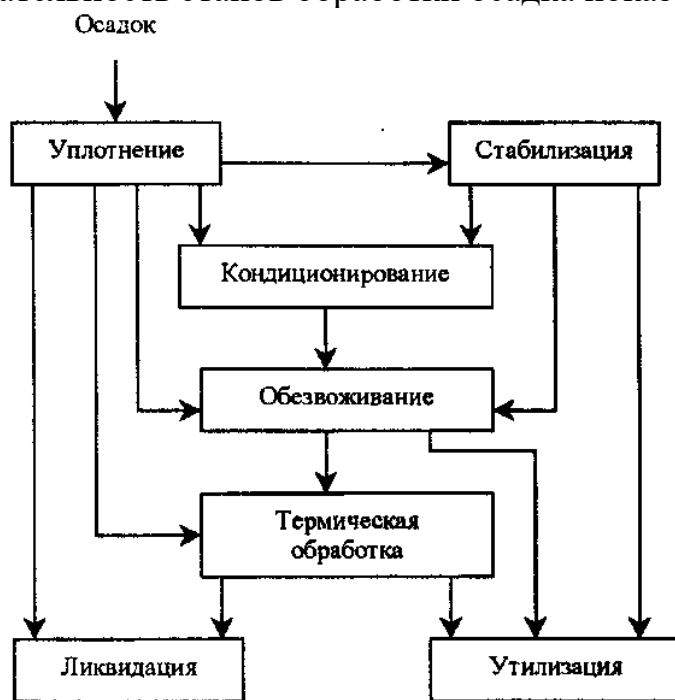 Осадок
Уплотнение
Стабилизация
Кондиционирование
Обезвоживание
Термическая
обработка
Ликвидация
Утилизация